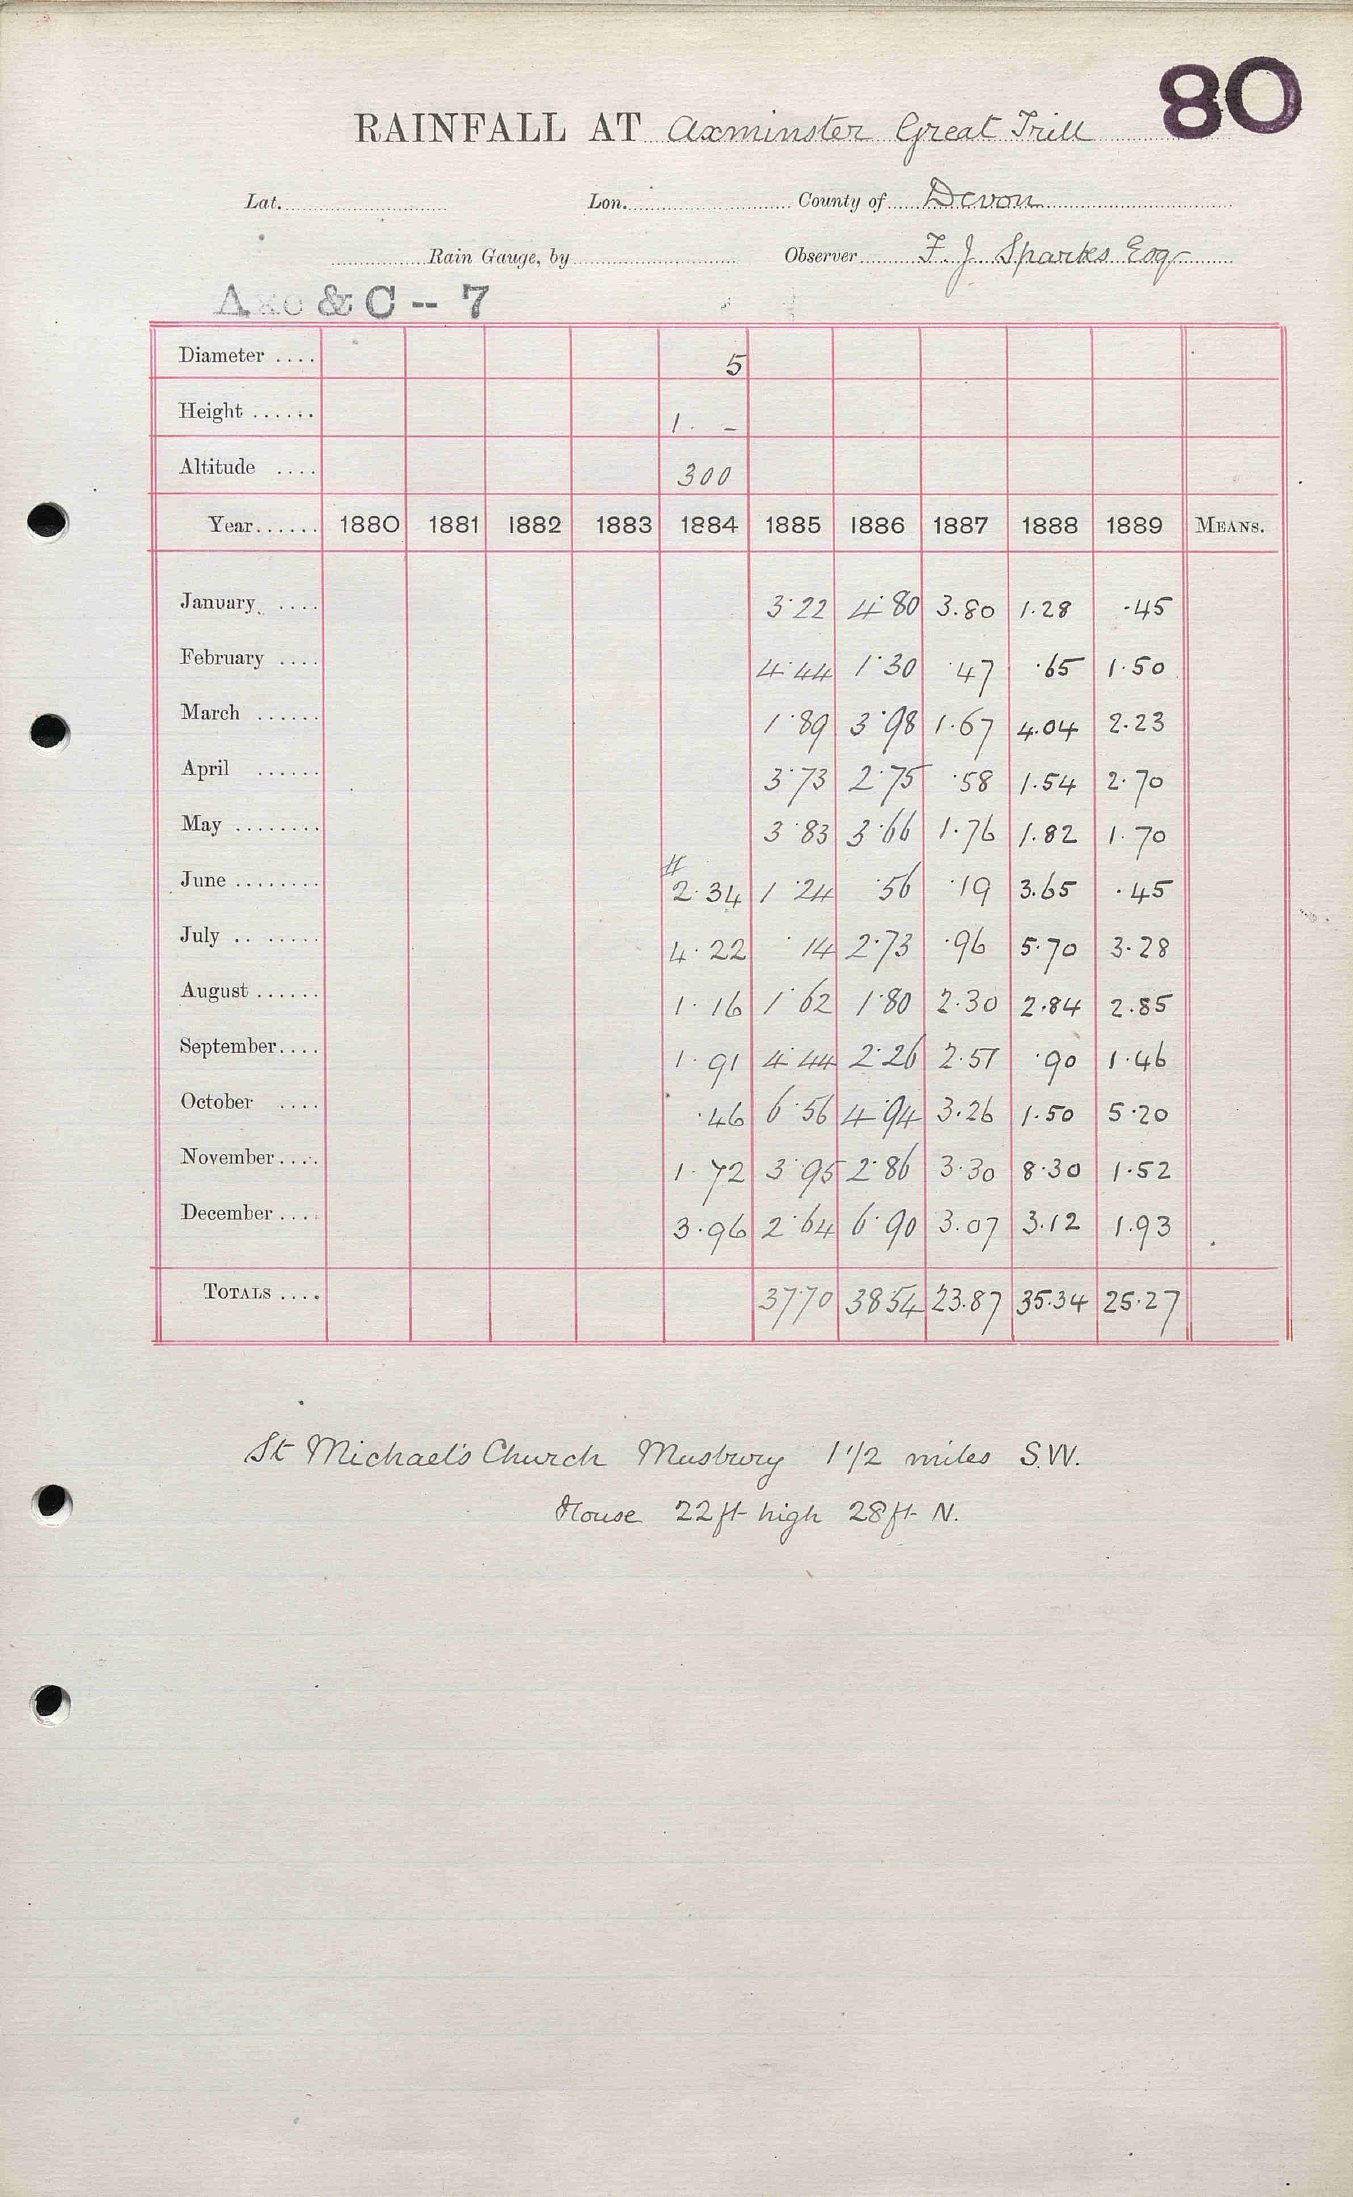 80
RAINFALL AT Axminster Great Trill
Lat. Lon. County of Devon
Rain Gauge, by Observer F. J. Sparks Esq
Axe & C -- 7
Diameter .... 5
Height ...... 1 · -
Altitude .... 300
Year...... 1880 1881 1882 1883 1884 1885 1886 1887 1888 1889 MEANS.
January .... 3·22 4·80 3.80 1.28 ·45
February .... 4·44 1·30 ·47 ·65 1·50
March ...... 1·89 3·98 1·67 4.04 2·23
April ...... 3·73 2·75 ·58 1.54 2·70
May ........ 3·83 3·66 1·76 1.82 1·70
June ........ # 2·34 1·24 ·56 ·19 3.65 ·45
July .. ..... 4·22 ·14 2·73 ·96 5·70 3·28
August ...... 1·16 1·62 1·80 2·30 2·84 2·85
September.... 1·91 4·44 2·26 2·51 ·90 1·46
October .... ·46 6·56 4·94 3.26 1·50 5·20
November.... 1·72 3·95 2·86 3·30 8·30 1·52
December .... 3·96 2·64 6·90 3.07 3.12 1.93
TOTALS .... 37 70 38 54 23.87 35·34 25·27
St Michael's Church Musbury 1 1/2 miles S.W.
House 22 ft high 28 ft N.